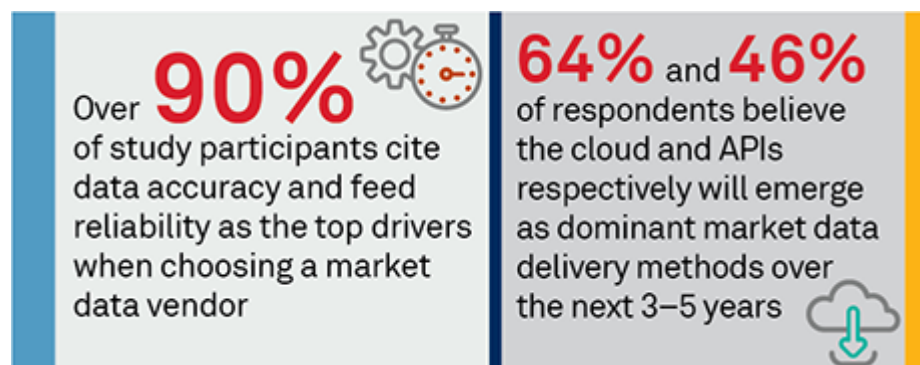 Over 90%
of study participants cite
data accuracy and feed
reliability as the top drivers
when choosing a market
data vendor
64% and 46%
of respondents believe
the cloud and APIs
respectively will emerge
as dominant market data
delivery methods over
the next 3–5 years